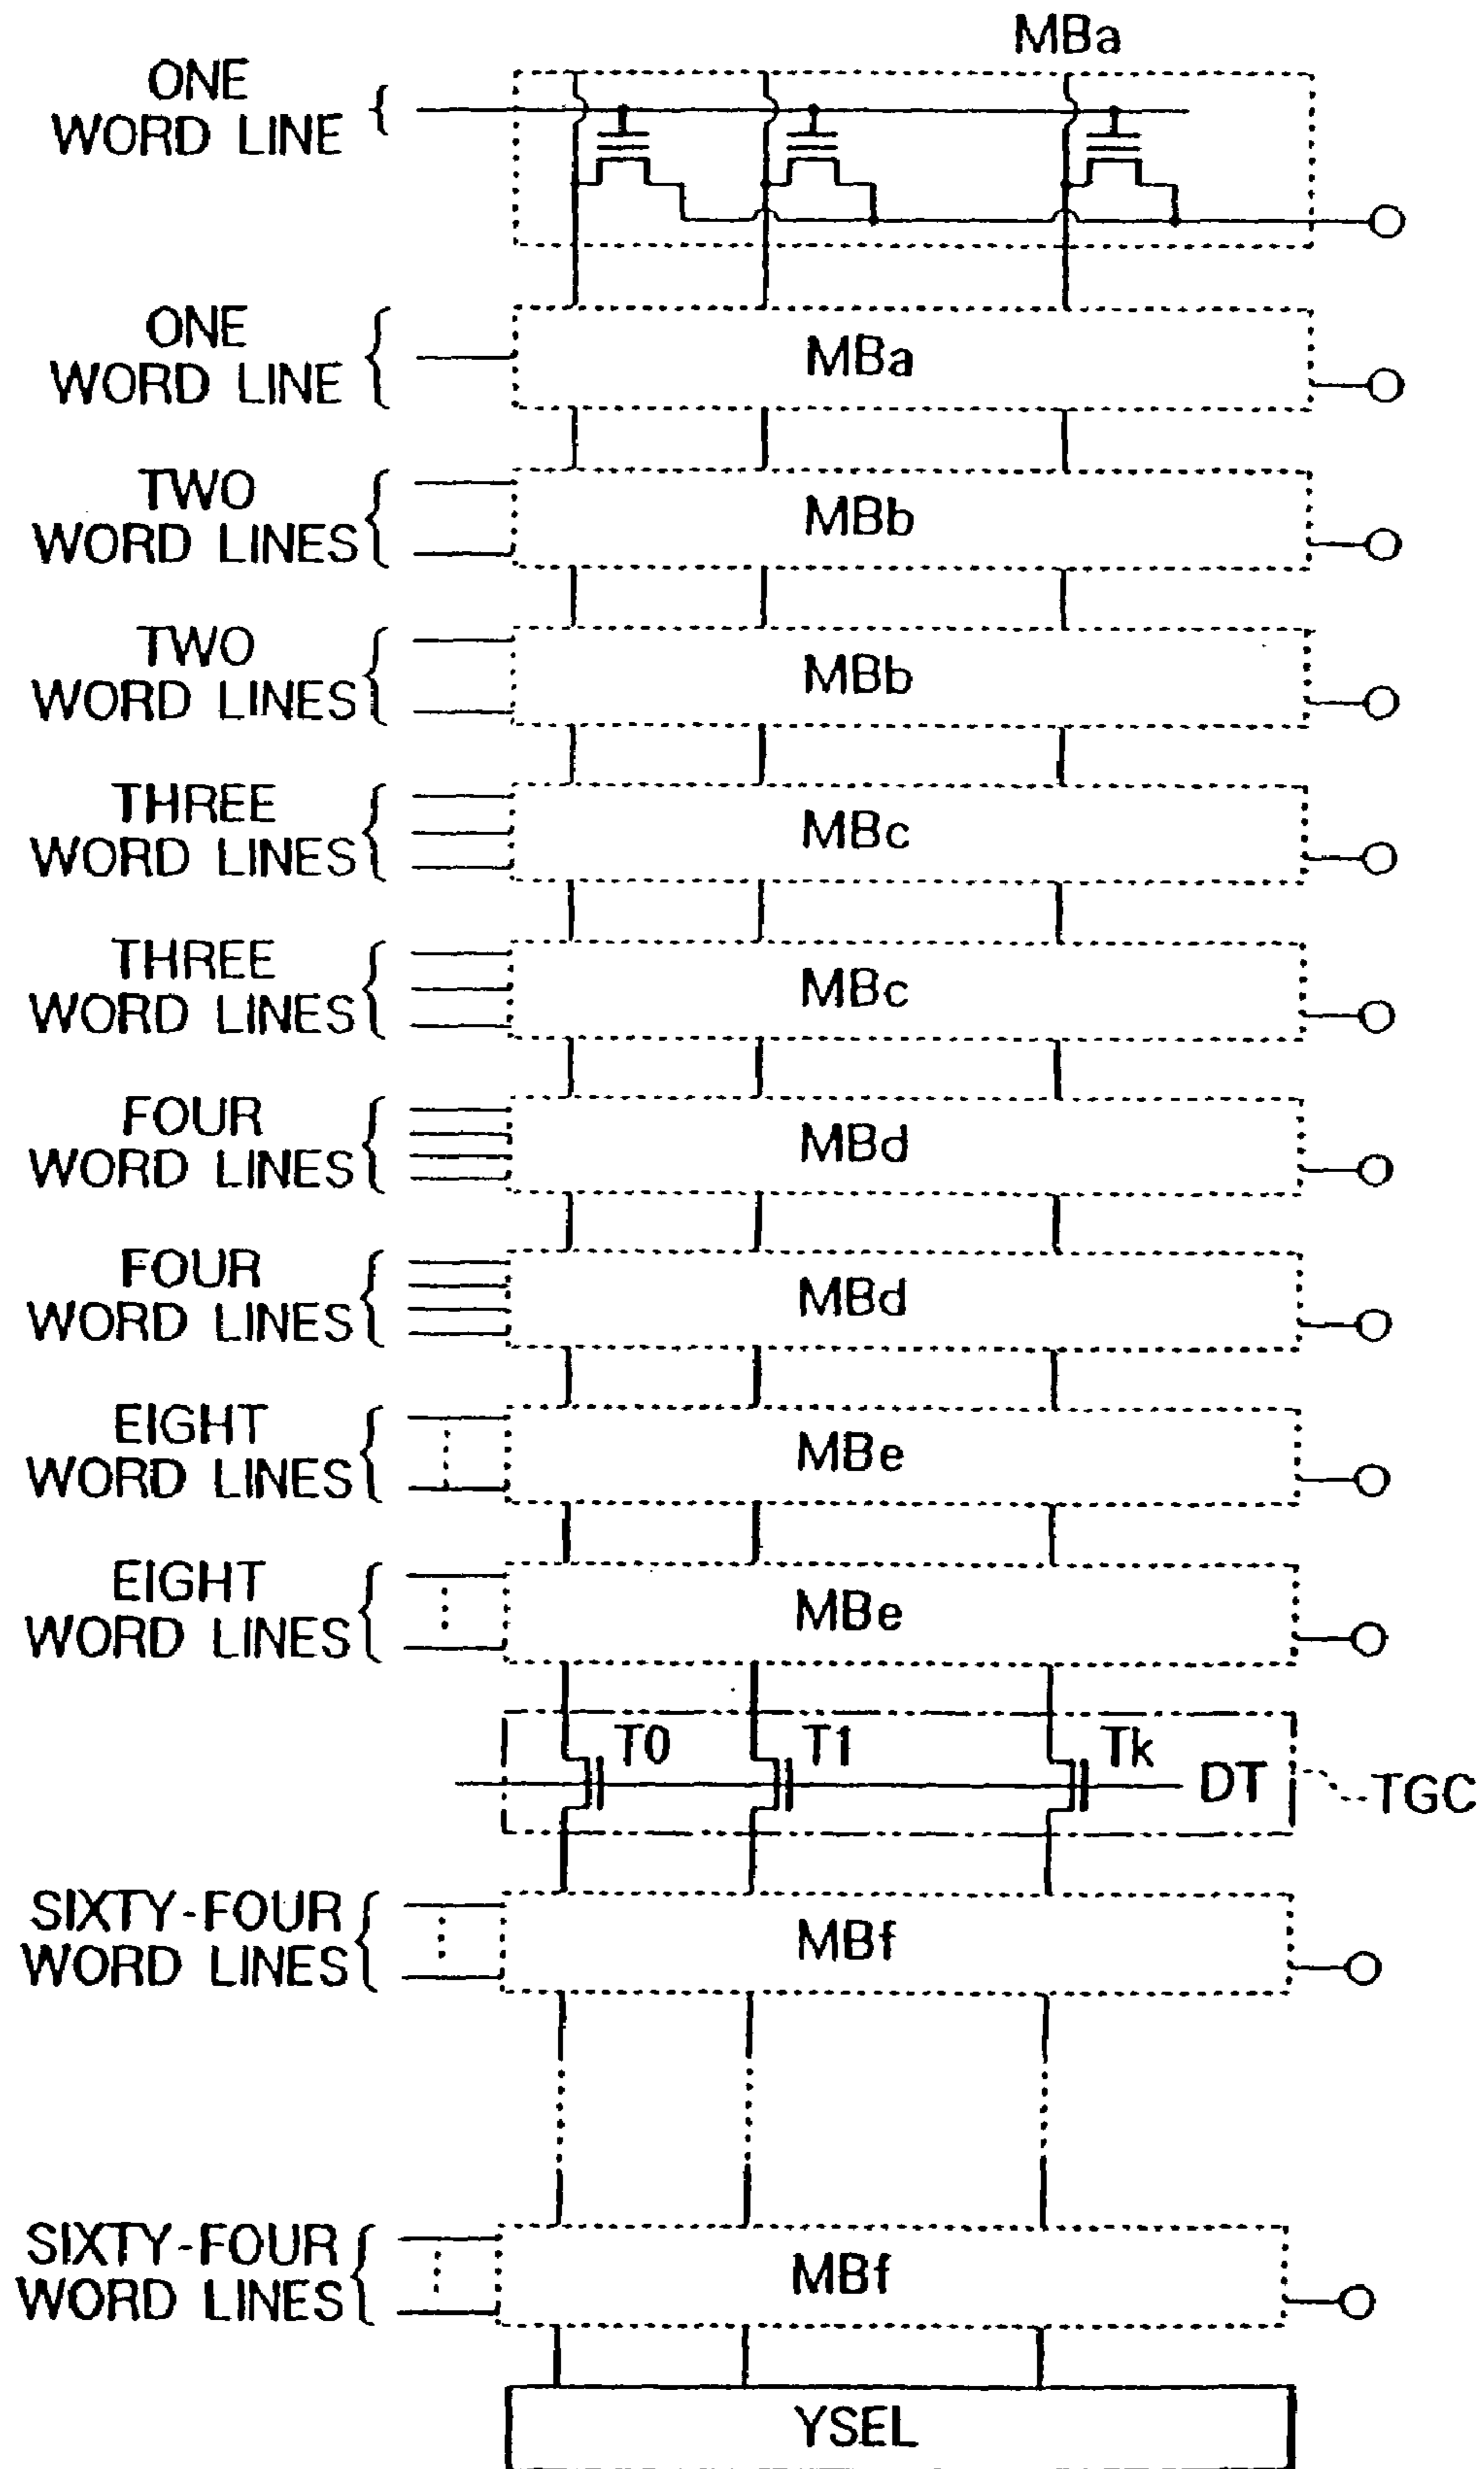 MBa
ONE
WORD LINE
ONE
WORD LINE
MBa
TWO
WORD LINES
MBb
TWO
WORD LINES
MBb
THREE
WORD LINES
MBc
THREE
WORD LINES
MBc
FOUR
WORD LINES
MBd
FOUR
WORD LINES
MBd
EIGHT
WORD LINES
MBe
EIGHT
WORD LINES
MBe
T0
T1
Tk
DT
TGC
SIXTY-FOUR
WORD LINES
MBf
SIXTY-FOUR
WORD LINES
MBf
YSEL